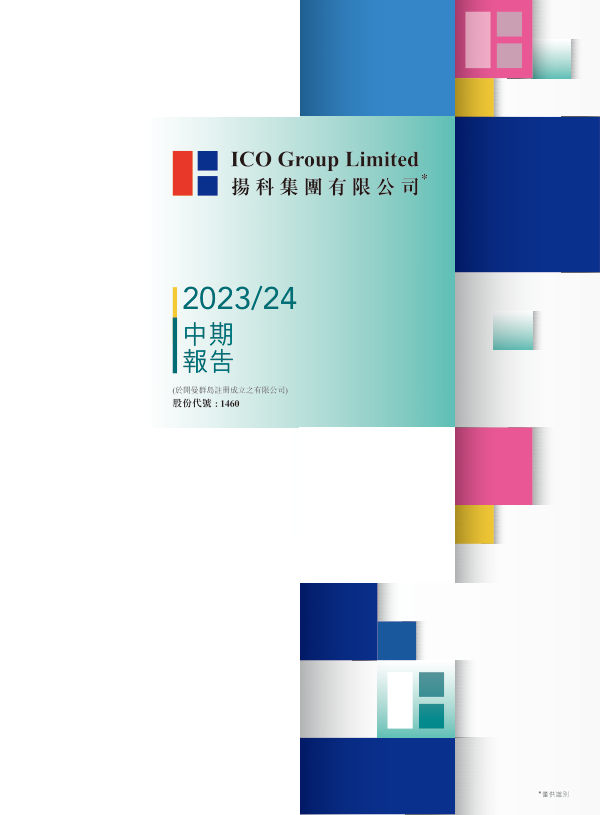 ICO Group Limited
揚科集團有限公司*
2023/24
中期
報告
(於開曼群島註冊成立之有限公司)
股份代號：1460
*僅供識別